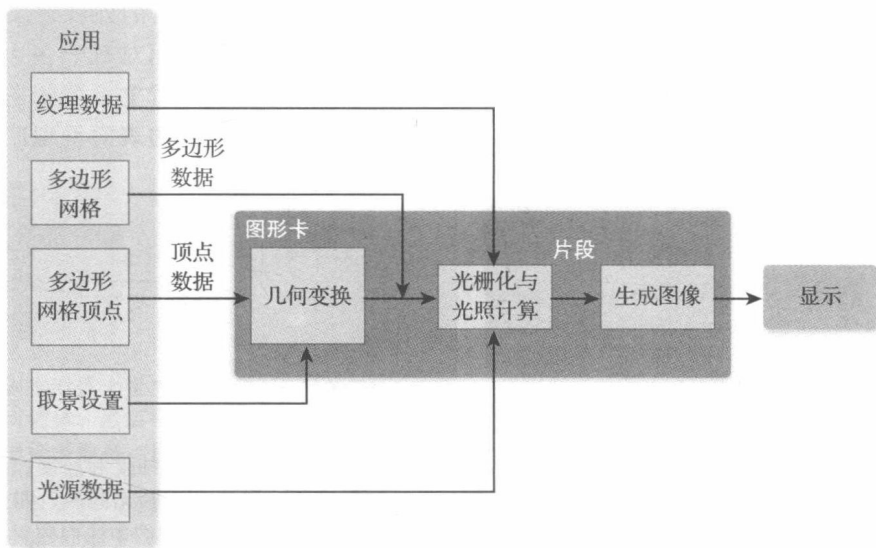 应用
纹理数据
多边形
网格
多边形
网格顶点
取景设置
光源数据
多边形
数据
顶点
数据
图形卡
几何变换
光栅化与
光照计算
片段
生成图像
显示